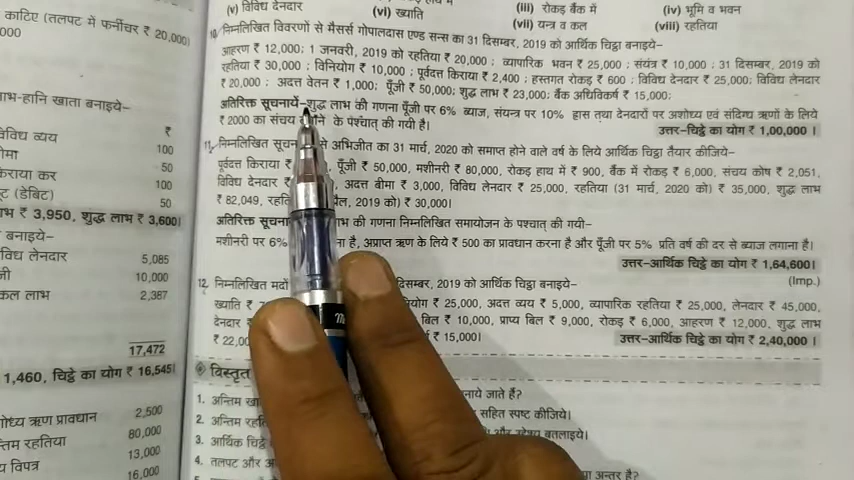 काटिए (तलपट में फर्नीचर ₹ 20,000)
000
भ-हानि खाता बनाइये–
विविध व्यय
₹
100
50
कराया कर
100
(डेबिट)
50
₹ 3,950, शुद्ध लाभ ₹ 3,600।
बनाइये–
विविध लेनदार
5,085
10,000
कल लाभ
2,387
17,472
1,460, चिट्ठे का योग ₹ 16,545।
ऋण प्रावधान
2,500
रहतिया
80,000
विपत्र
13,000
16,000
(v) विविध देनदार
(vi) ख्याति
(iii) रोकड़ बैंक में
(iv) भूमि व भवन
(vii) यन्त्र व कल
(viii) रहतिया
10. निम्नलिखित विवरणों से मैसर्स गोपालदास एण्ड सन्स का 31 दिसम्बर, 2019 को आर्थिक चिट्ठा बनाइये–
आहरण ₹ 12,000; 1 जनवरी, 2019 को रहतिया ₹ 20,000 ; व्यापारिक भवन ₹ 25,000 ; संयंत्र ₹ 10,000 ; 31 दिसम्बर, 2019 को
रहतिया ₹ 30,000 ; विनियोग ₹ 10,000 ; पूर्वदत्त किराया ₹ 2,400 ; हस्तगत रोकड़ ₹ 600 ; विविध देनदार ₹ 25,000; विविध लेनदार
₹ 20,000 ; अदत्त वेतन ₹ 1,000; पूँजी ₹ 50,000; शुद्ध लाभ ₹ 23,000; बैंक अधिविकर्ष ₹ 15,000;
अतिरिक्त सूचनायें–शुद्ध लाभ की गणना पूँजी पर 6% ब्याज, संयन्त्र पर 10% ह्रास तथा देनदारों पर अशोध्य एवं संदिग्ध ऋणों के लिये
₹ 2000 का संचय के पश्चात् की गयी है।
उत्तर–चिट्ठे का योग ₹ 1,00,000 ।
11. निम्नलिखित से अभिजीत का 31 मार्च, 2020 को समाप्त होने वाले वर्ष के लिये आर्थिक चिट्ठा तैयार कीजिये–
पूर्वदत्त किराया ₹ पूँजी ₹ 50,000, मशीनरी ₹ 80,000, रोकड़ हाथ में ₹ 900, बैंक में रोकड़ ₹ 6,000, संचय कोष ₹ 2,051,
विविध देनदार ₹ अदत्त बीमा ₹ 3,000, विविध लेनदार ₹ 25,000, रहतिया (31 मार्च, 2020 को) ₹ 35,000, शुद्ध लाभ
₹ 82,049, 2019 को) ₹ 30,000।
अतिरिक्त की गणना निम्नलिखित समायोजन के पश्चात् की गयी–
मशीनरी पर 6% है, अप्राप्त ऋण के लिये ₹ 500 का प्रावधान करना है और पूँजी पर 5% प्रति वर्ष की दर से ब्याज लगाना है।
उत्तर–आर्थिक चिट्ठे का योग ₹ 1,64,600।
(Imp.)
12. निम्नलिखित मदों दिसम्बर, 2019 को आर्थिक चिट्ठा बनाइये–
ख्याति ₹ 25,000, अदत्त व्यय ₹ 5,000, व्यापारिक रहतिया ₹ 25,000, लेनदार ₹ 45,000,
देनदार बिल ₹ 10,000, प्राप्य बिल ₹ 9,000, रोकड़ ₹ 6,000, आहरण ₹ 12,000, शुद्ध लाभ
₹ 22,00 ₹ 15,000।
उत्तर–आर्थिक चिट्ठे का योग ₹ 2,40,000 ।
विस्तृत
1. अन्तिम जाते हैं?
2. अन्तिम सहित स्पष्ट कीजिये।
3. आर्थिक और उद्देश्य बतलाइये।
4. तलपट और अन्तर है?